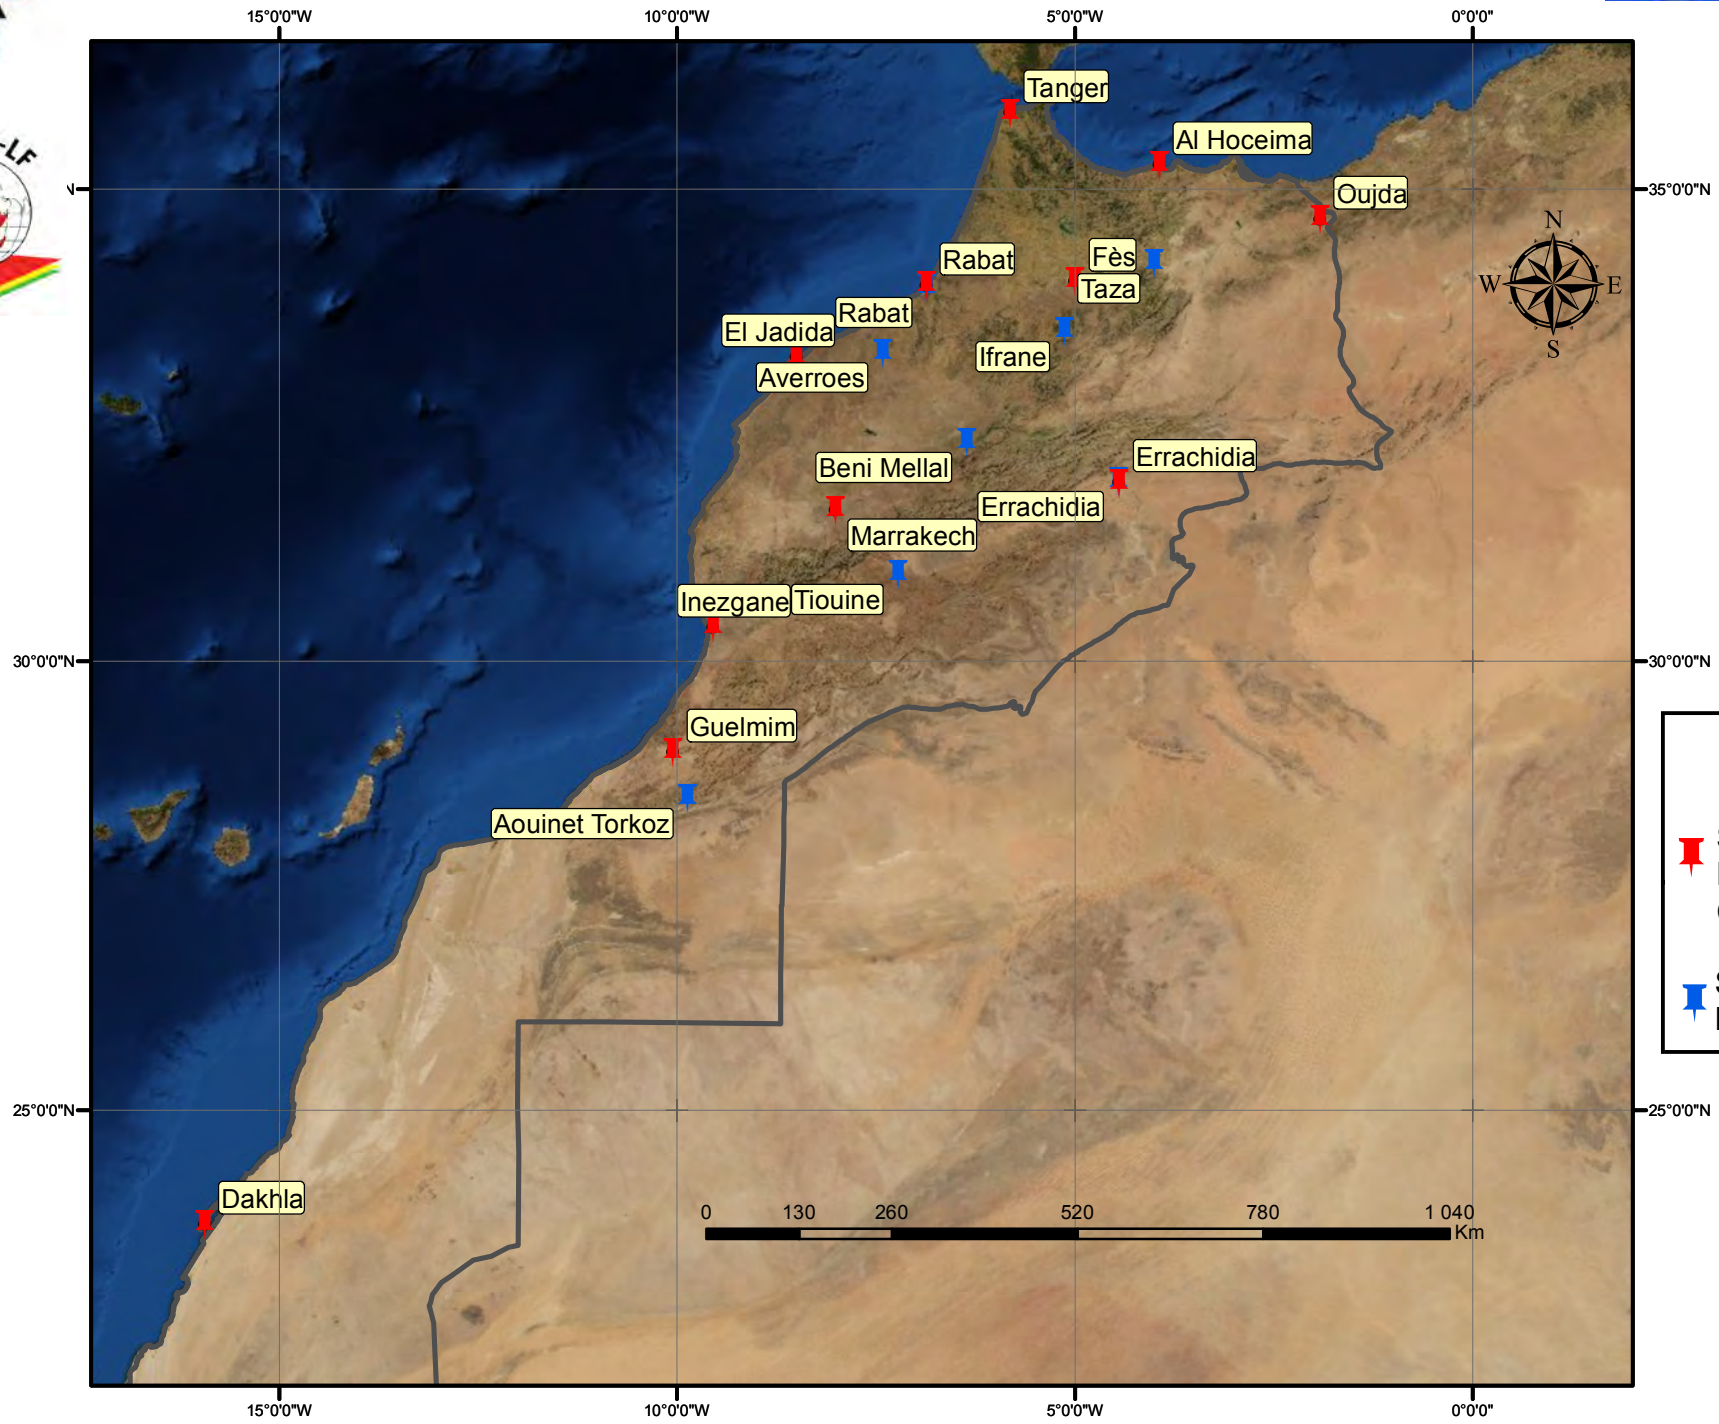 15°0'0"W 10°0'0"W 5°0'0"W 0°0'0"
-LF
Tanger
Al Hoceima
N 35°0'0"N
Oujda
N
W E
S
Rabat
Fès
Taza
Rabat
El Jadida
Ifrane
Averroes
Errachidia
Beni Mellal
Errachidia
Marrakech
Inezgane
Tiouine
30°0'0"N 30°0'0"N
Guelmim
Aouinet Torkoz
25°0'0"N 25°0'0"N
Dakhla
0 130 260 520 780 1 040
Km
15°0'0"W 10°0'0"W 5°0'0"W 0°0'0"